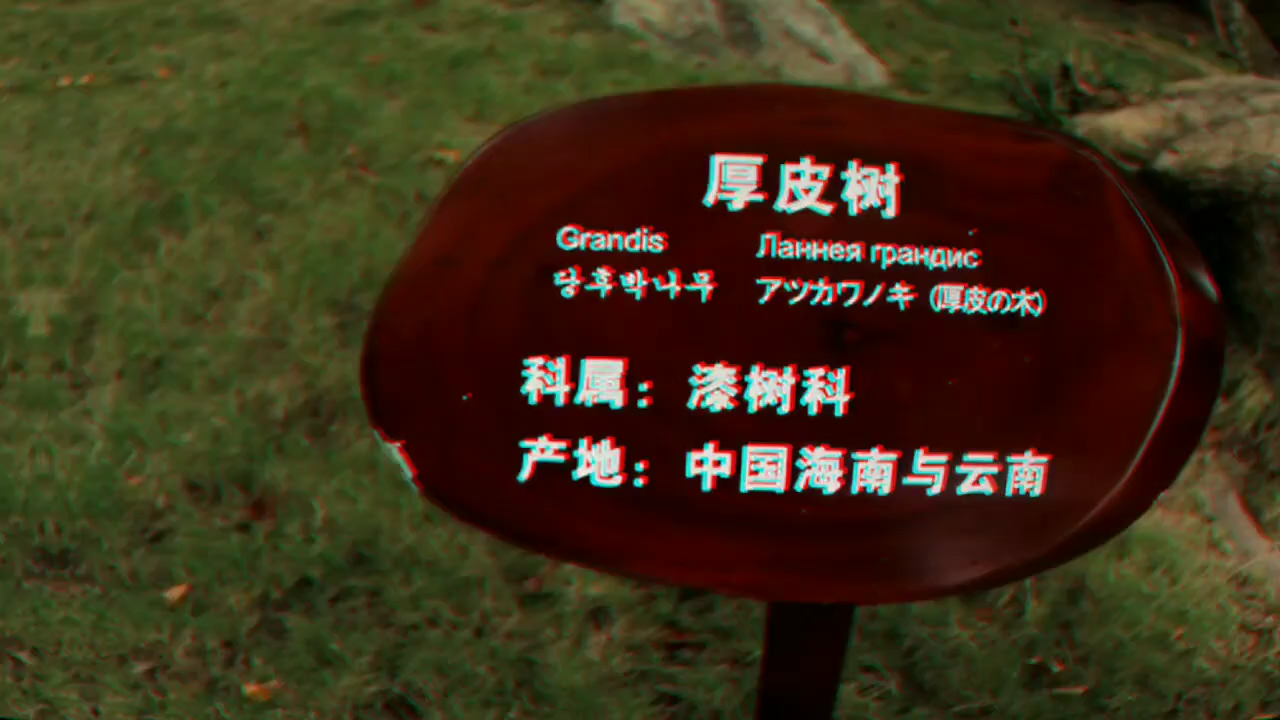 厚皮树
Grandis Ланнея грандис
당후박나무 アツカワノキ（厚皮の木）
科属：漆树科
产地：中国海南与云南